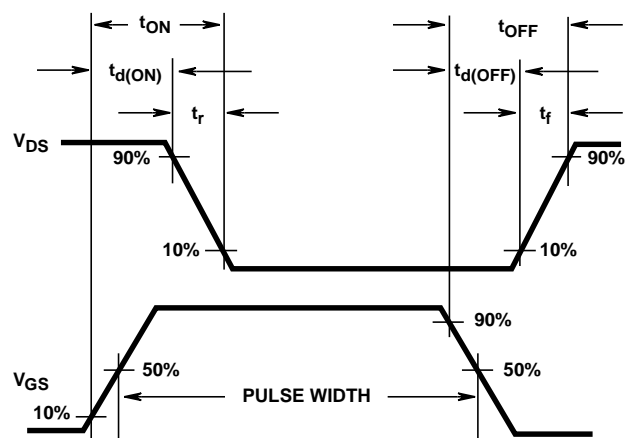 tON tOFF
td(ON) td(OFF)
tr tf
VDS
90% 90%
10% 10%
90%
50% 50%
VGS PULSE WIDTH
10%